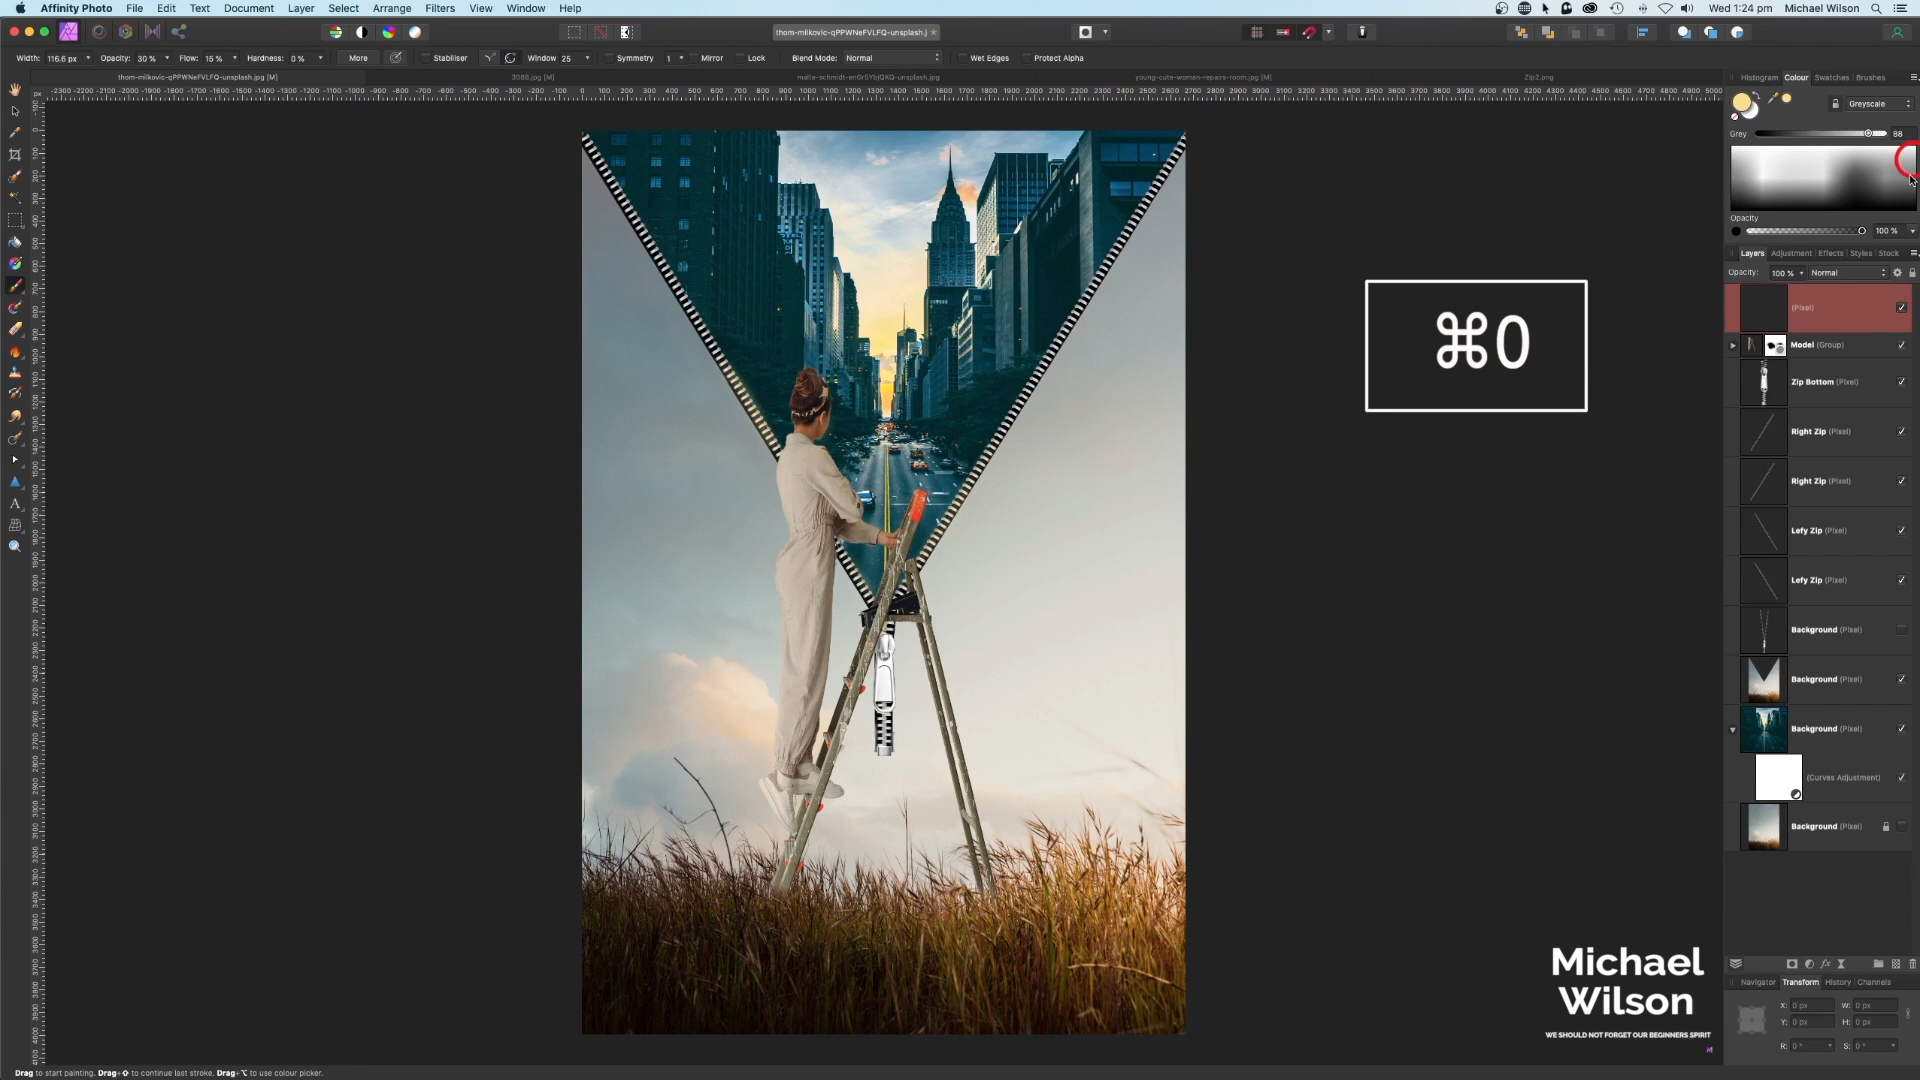 Affinity Photo File Edit Text Document Layer Select Arrange Filters View Window Help
Wed 1:24 pm Michael Wilson
thom-milkovic-qPPWNeFVLFQ-unsplash.j
Width: 116.6 px Opacity: 30 % Flow: 15 % Hardness: 0 % More Stabiliser Window 25 Symmetry 1 Mirror Lock Blend Mode: Normal Wet Edges Protect Alpha
thom-milkovic-qPPWNeFVLFQ-unsplash.jpg [M] 3088.jpg [M] young-cute-woman-repairs-room.jpg [M] Zip2.png
Histogram Colour Swatches Brushes
Greyscale
Grey 88
Opacity
100 %
Layers Adjustment Effects Styles Stock
Opacity: 100 % Normal
(Pixel)
Model (Group)
Zip Bottom (Pixel)
Right Zip (Pixel)
Right Zip (Pixel)
Lefy Zip (Pixel)
Lefy Zip (Pixel)
Background (Pixel)
Background (Pixel)
Background (Pixel)
(Curves Adjustment)
Background (Pixel)
⌘0
Michael
Wilson
WE SHOULD NOT FORGET OUR BEGINNERS SPIRIT
Navigator Transform History Channels
X: 0 px W: 0 px
Y: 0 px H: 0 px
R: 0 ° S: 0 °
Drag to start painting. Drag+⇧ to continue last stroke. Drag+⌥ to use colour picker.